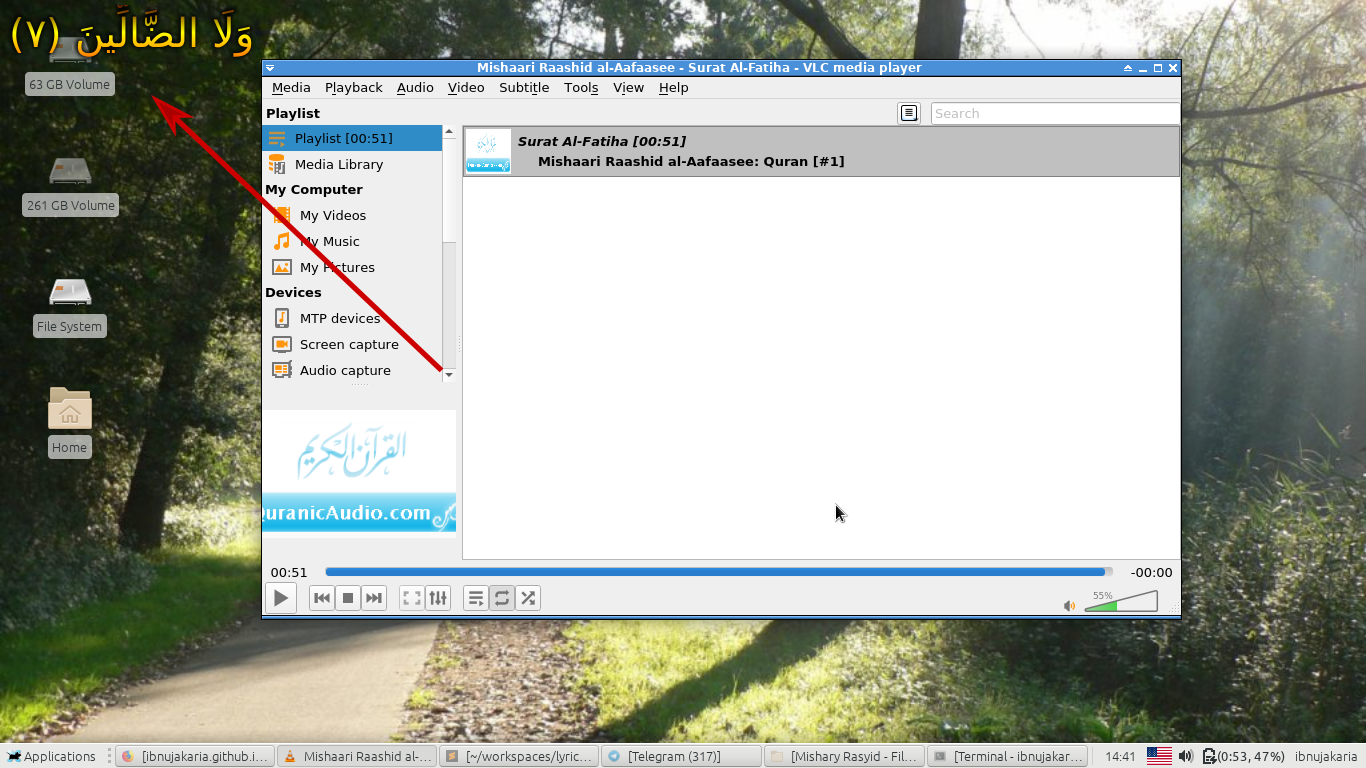 وَلَا الضَّالِّينَ (٧)
63 GB Volume
261 GB Volume
File System
Home
Mishaari Raashid al-Aafaasee - Surat Al-Fatiha - VLC media player
Media Playback Audio Video Subtitle Tools View Help
Playlist
Search
Playlist [00:51]
Media Library
My Computer
My Videos
My Music
My Pictures
Devices
MTP devices
Screen capture
Audio capture
Surat Al-Fatiha [00:51]
Mishaari Raashid al-Aafaasee: Quran [#1]
القرآن الكريم
uranicAudio.com
00:51
-00:00
55%
Applications
[ibnujakaria.github.i...
Mishaari Raashid al-...
[~/workspaces/lyric...
[Telegram (317)]
[Mishary Rasyid - Fil...
[Terminal - ibnujakar...
14:41
(0:53, 47%)
ibnujakaria